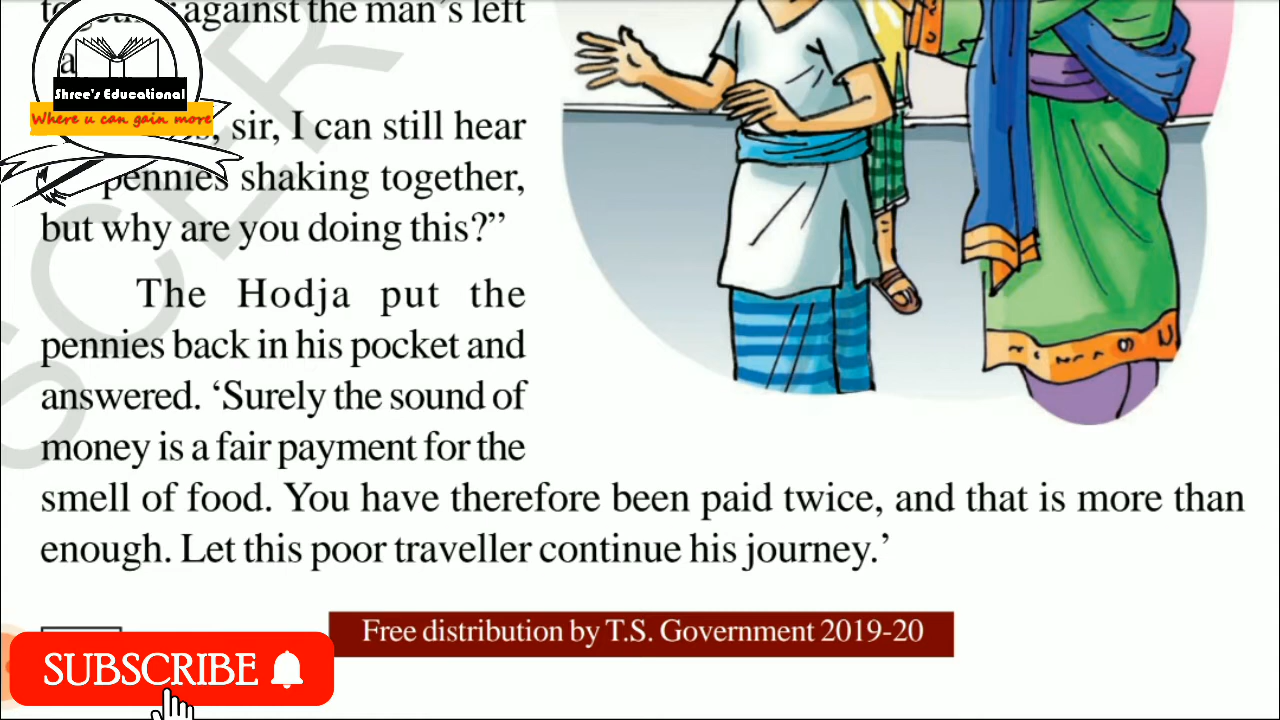 against the man's left
Shree's Educational
Where u can gain more
sir, I can still hear
pennies shaking together,
but why are you doing this?”
The Hodja put the
pennies back in his pocket and
answered. ‘Surely the sound of
money is a fair payment for the
smell of food. You have therefore been paid twice, and that is more than
enough. Let this poor traveller continue his journey.’
Free distribution by T.S. Government 2019-20
SUBSCRIBE